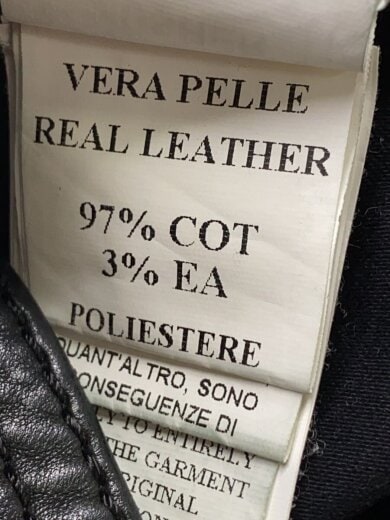 VERA PELLE
REAL LEATHER
97% COT
3% EA
POLIESTERE
QUANT'ALTRO, SONO
CONSEGUENZE DI
TO ENTIRELY
THE GARMENT
ORIGINAL